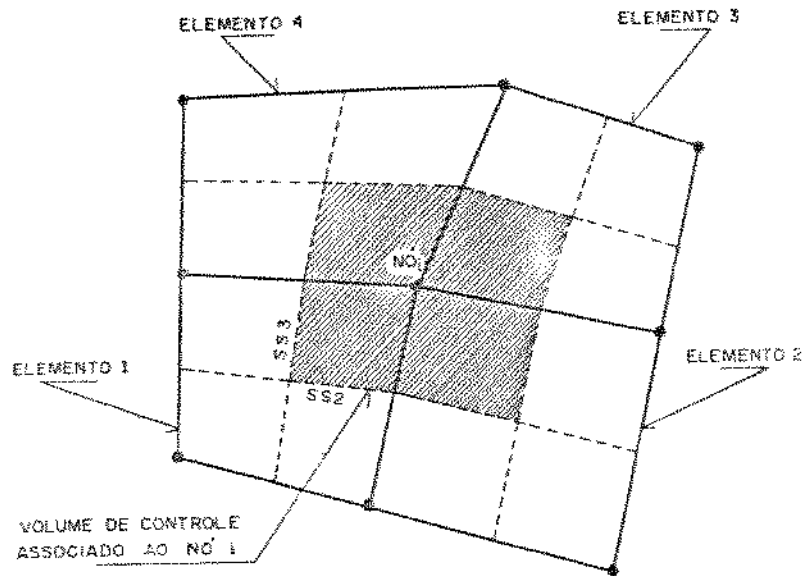 ELEMENTO 4
ELEMENTO 3
NÓ i
SS3
ELEMENTO 1
SS2
ELEMENTO 2
VOLUME DE CONTROLE
ASSOCIADO AO NÓ i